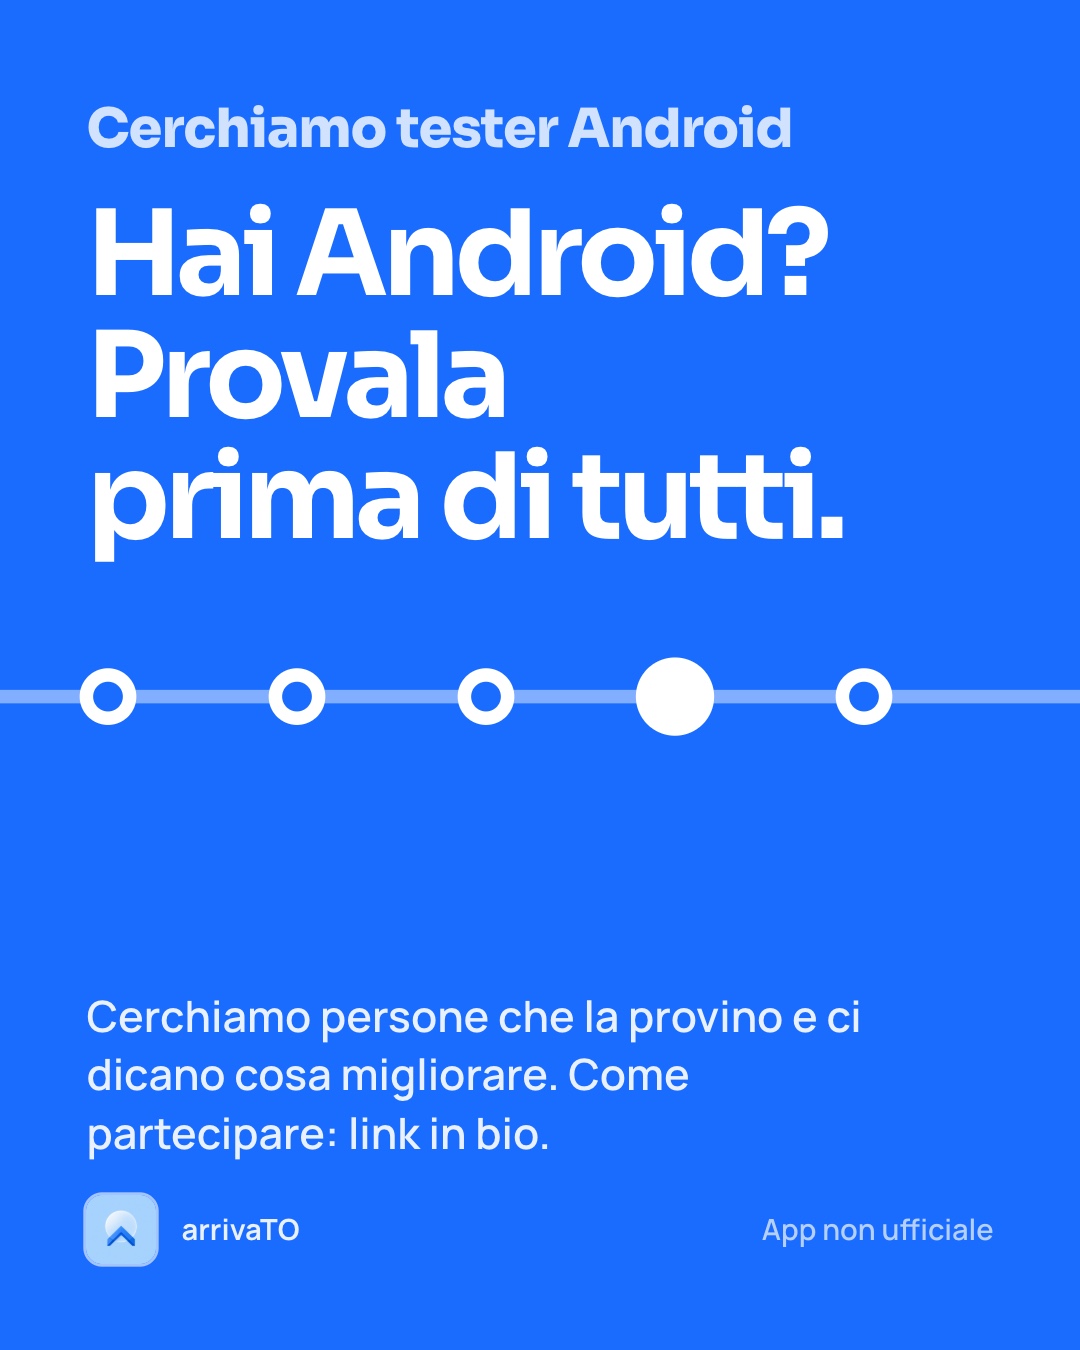 Cerchiamo tester Android
Hai Android?
Provala
prima di tutti.
Cerchiamo persone che la provino e ci
dicano cosa migliorare. Come
partecipare: link in bio.
arrivaTO
App non ufficiale